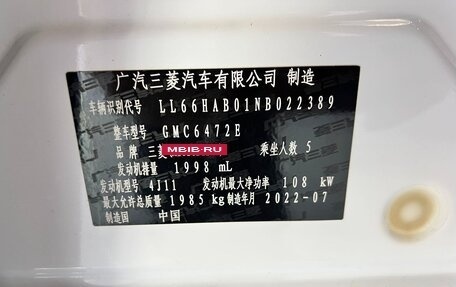 广汽三菱汽车有限公司 制造
车辆识别代号 LL66HAB01NB022389
整车型号 GMC6472E
品牌 三菱 MBIB.RU 乘坐人数 5
发动机排量 1998 mL
发动机型号 4J11 发动机最大净功率 108 kW
最大允许总质量 1985 kg 制造年月 2022-07
制造国 中国